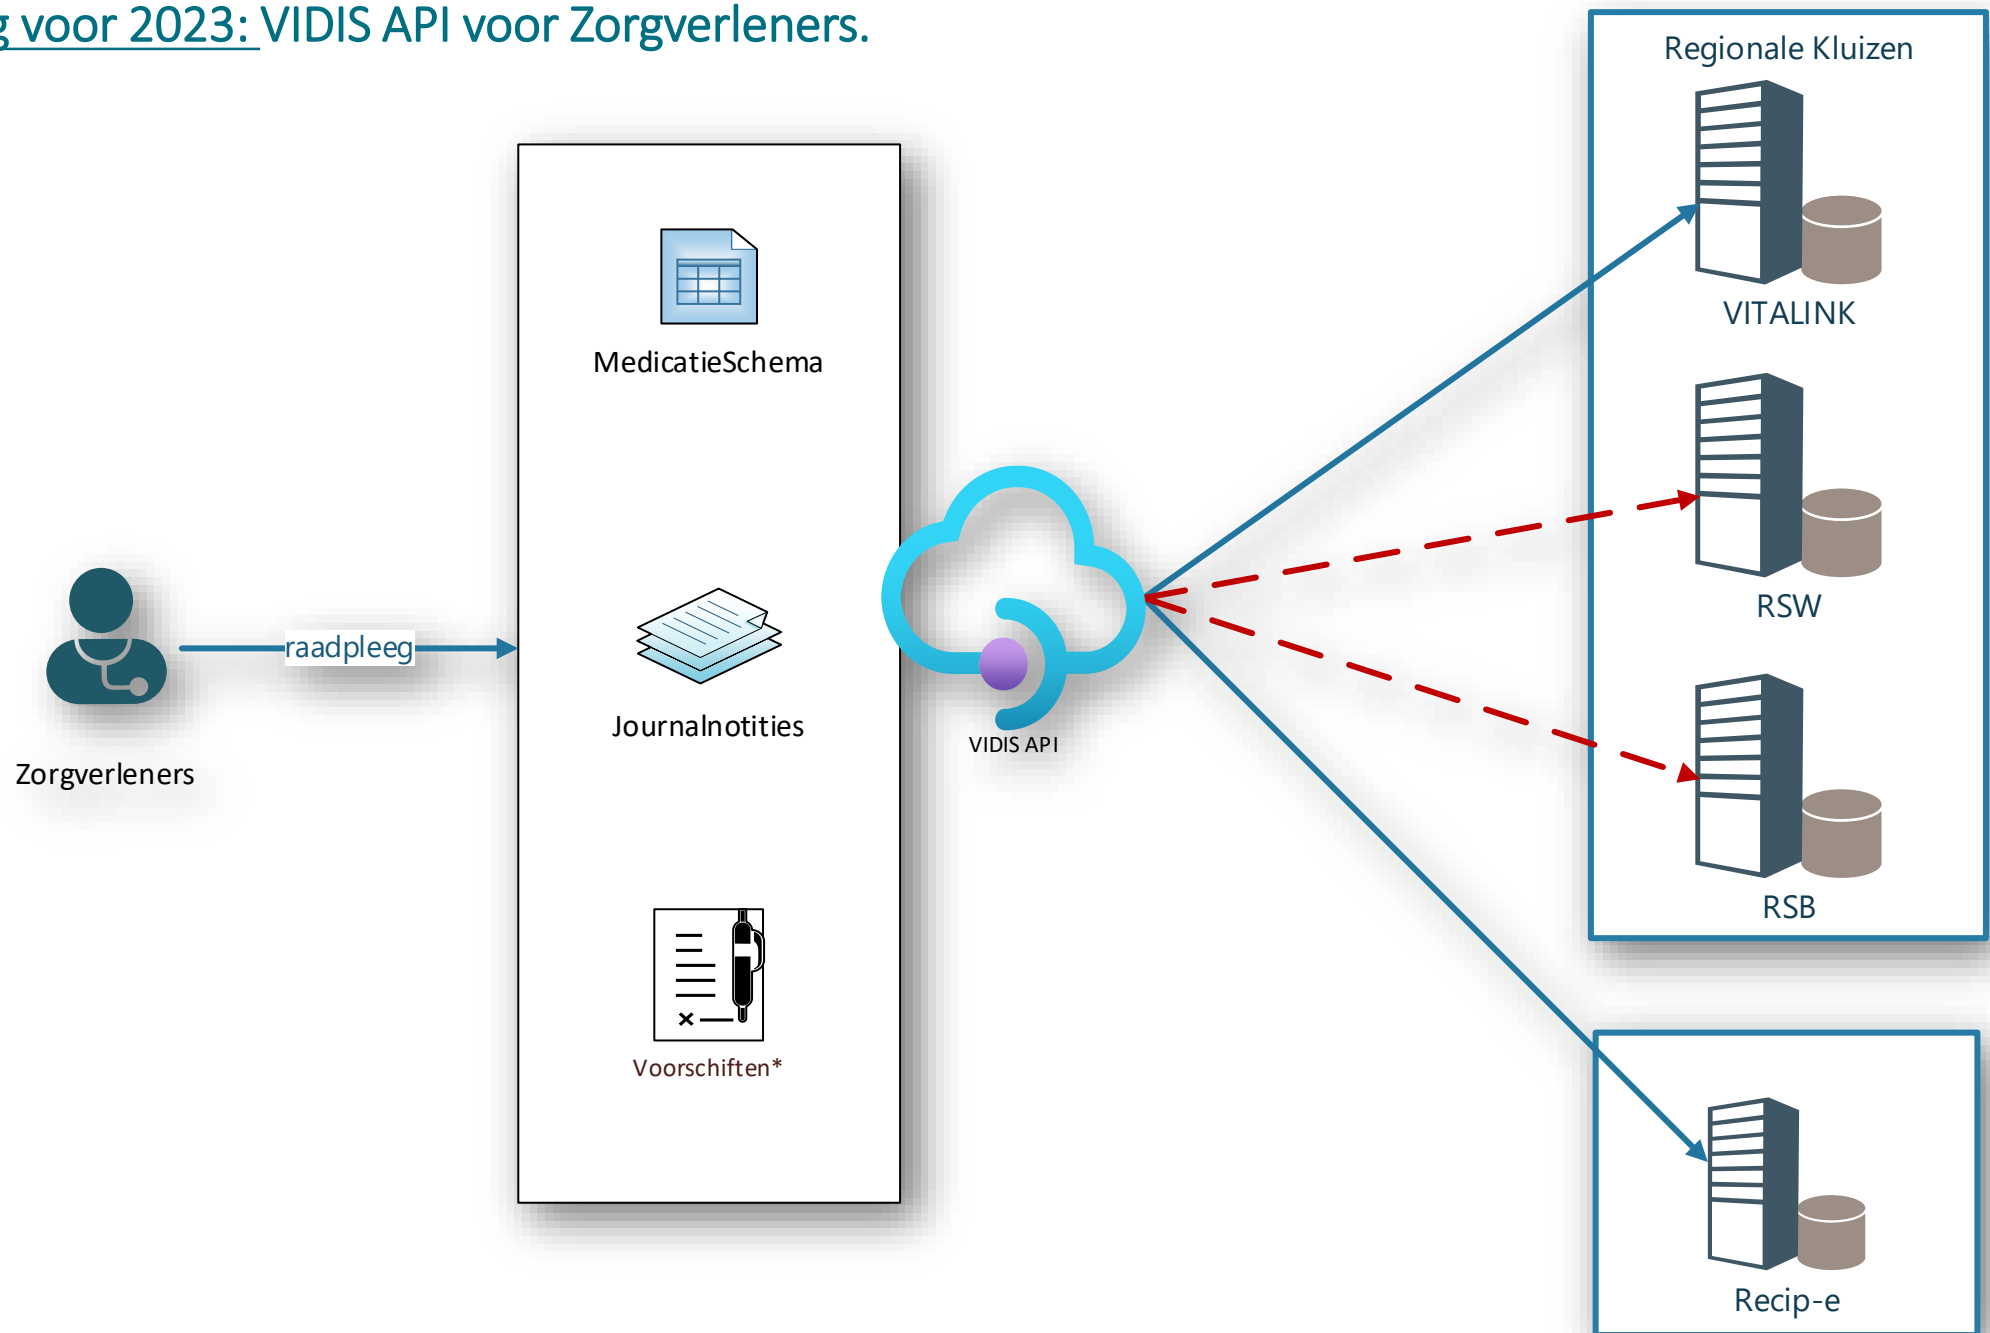 g voor 2023: VIDIS API voor Zorgverleners.
Regionale Kluizen
VITALINK
MedicatieSchema
RSW
raadpleeg
Journalnotities
VIDIS API
Zorgverleners
RSB
Voorschiften*
Recip-e